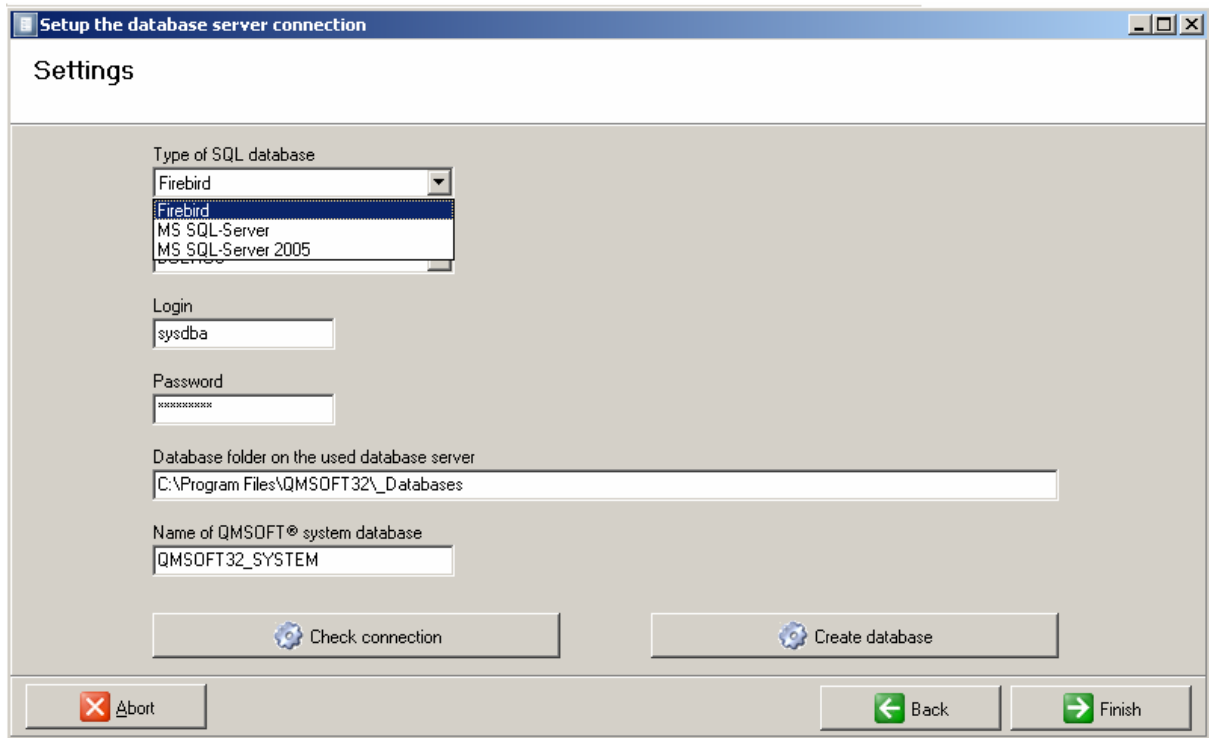 Setup the database server connection
Settings
Type of SQL database
Firebird
Firebird
MS SQL-Server
MS SQL-Server 2005
Login
sysdba
Password
*********
Database folder on the used database server
C:\Program Files\QMSOFT32\_Databases
Name of QMSOFT® system database
QMSOFT32_SYSTEM
Check connection
Create database
Abort
Back
Finish